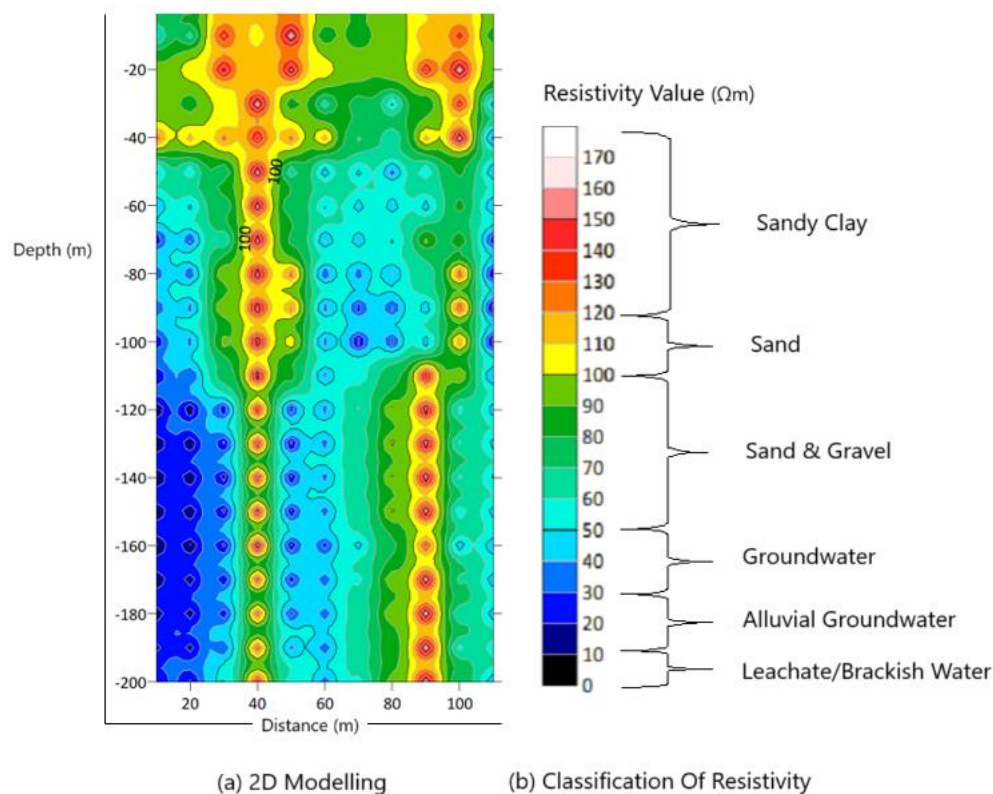 -20
-40
-60
-80
-100
-120
-140
-160
-180
-200
Depth (m)
100
100
20 40 60 80 100
Distance (m)
Resistivity Value (Ωm)
170
160
150
140
130
120
110
100
90
80
70
60
50
40
30
20
10
0
Sandy Clay
Sand
Sand & Gravel
Groundwater
Alluvial Groundwater
Leachate/Brackish Water
(a) 2D Modelling
(b) Classification Of Resistivity